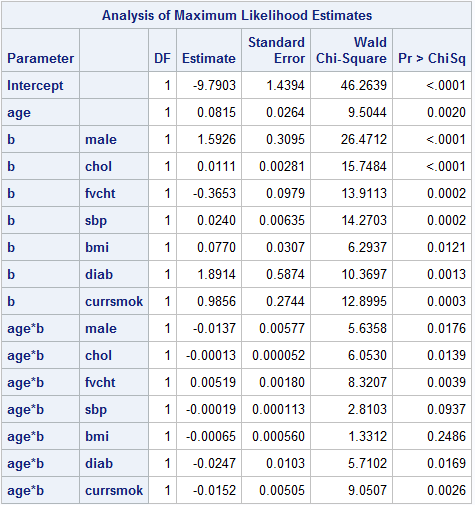 Analysis of Maximum Likelihood Estimates
Parameter DF Estimate Standard Error Wald Chi-Square Pr > ChiSq
Intercept 1 -9.7903 1.4394 46.2639 <.0001
age 1 0.0815 0.0264 9.5044 0.0020
b male 1 1.5926 0.3095 26.4712 <.0001
b chol 1 0.0111 0.00281 15.7484 <.0001
b fvcht 1 -0.3653 0.0979 13.9113 0.0002
b sbp 1 0.0240 0.00635 14.2703 0.0002
b bmi 1 0.0770 0.0307 6.2937 0.0121
b diab 1 1.8914 0.5874 10.3697 0.0013
b currsmok 1 0.9856 0.2744 12.8995 0.0003
age*b male 1 -0.0137 0.00577 5.6358 0.0176
age*b chol 1 -0.00013 0.000052 6.0530 0.0139
age*b fvcht 1 0.00519 0.00180 8.3207 0.0039
age*b sbp 1 -0.00019 0.000113 2.8103 0.0937
age*b bmi 1 -0.00065 0.000560 1.3312 0.2486
age*b diab 1 -0.0247 0.0103 5.7102 0.0169
age*b currsmok 1 -0.0152 0.00505 9.0507 0.0026